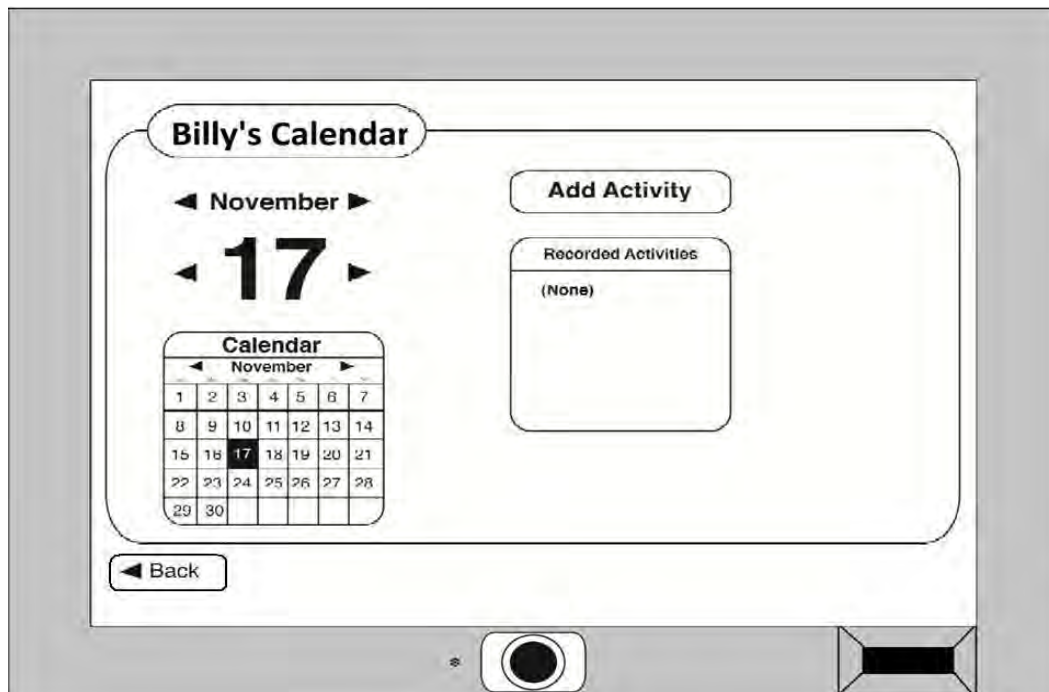 Billy's Calendar
◄ November ►
◄ 17 ►
Calendar
◄ November ►
1 2 3 4 5 6 7
8 9 10 11 12 13 14
15 16 17 18 19 20 21
22 23 24 25 26 27 28
29 30
Add Activity
Recorded Activities
(None)
◄ Back